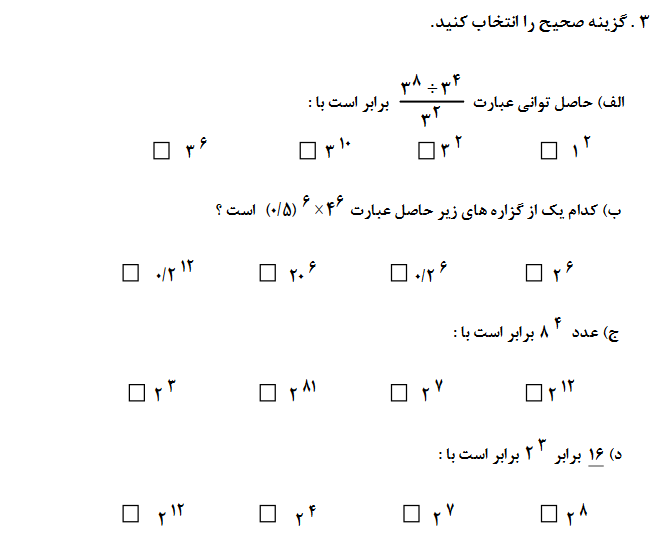 ۳ . گزینه صحیح را انتخاب کنید.
الف) حاصل توانی عبارت (۳^۸ ÷ ۳^۴)/(۳^۲) برابر است با :
۱^۲ □ ۳^۲ □ ۳^۱۰ □ ۳^۶ □
ب) کدام یک از گزاره های زیر حاصل عبارت (۰/۵)^۶ × ۴^۶ است ؟
۲^۶ □ ۰/۲^۶ □ ۲۰^۶ □ ۰/۲^۱۲ □
ج) عدد ۸^۴ برابر است با :
۲^۱۲ □ ۲^۷ □ ۲^۸۱ □ ۲^۳ □
د) ۱۶ برابر ۲^۳ برابر است با :
۲^۸ □ ۲^۷ □ ۲^۴ □ ۲^۱۲ □